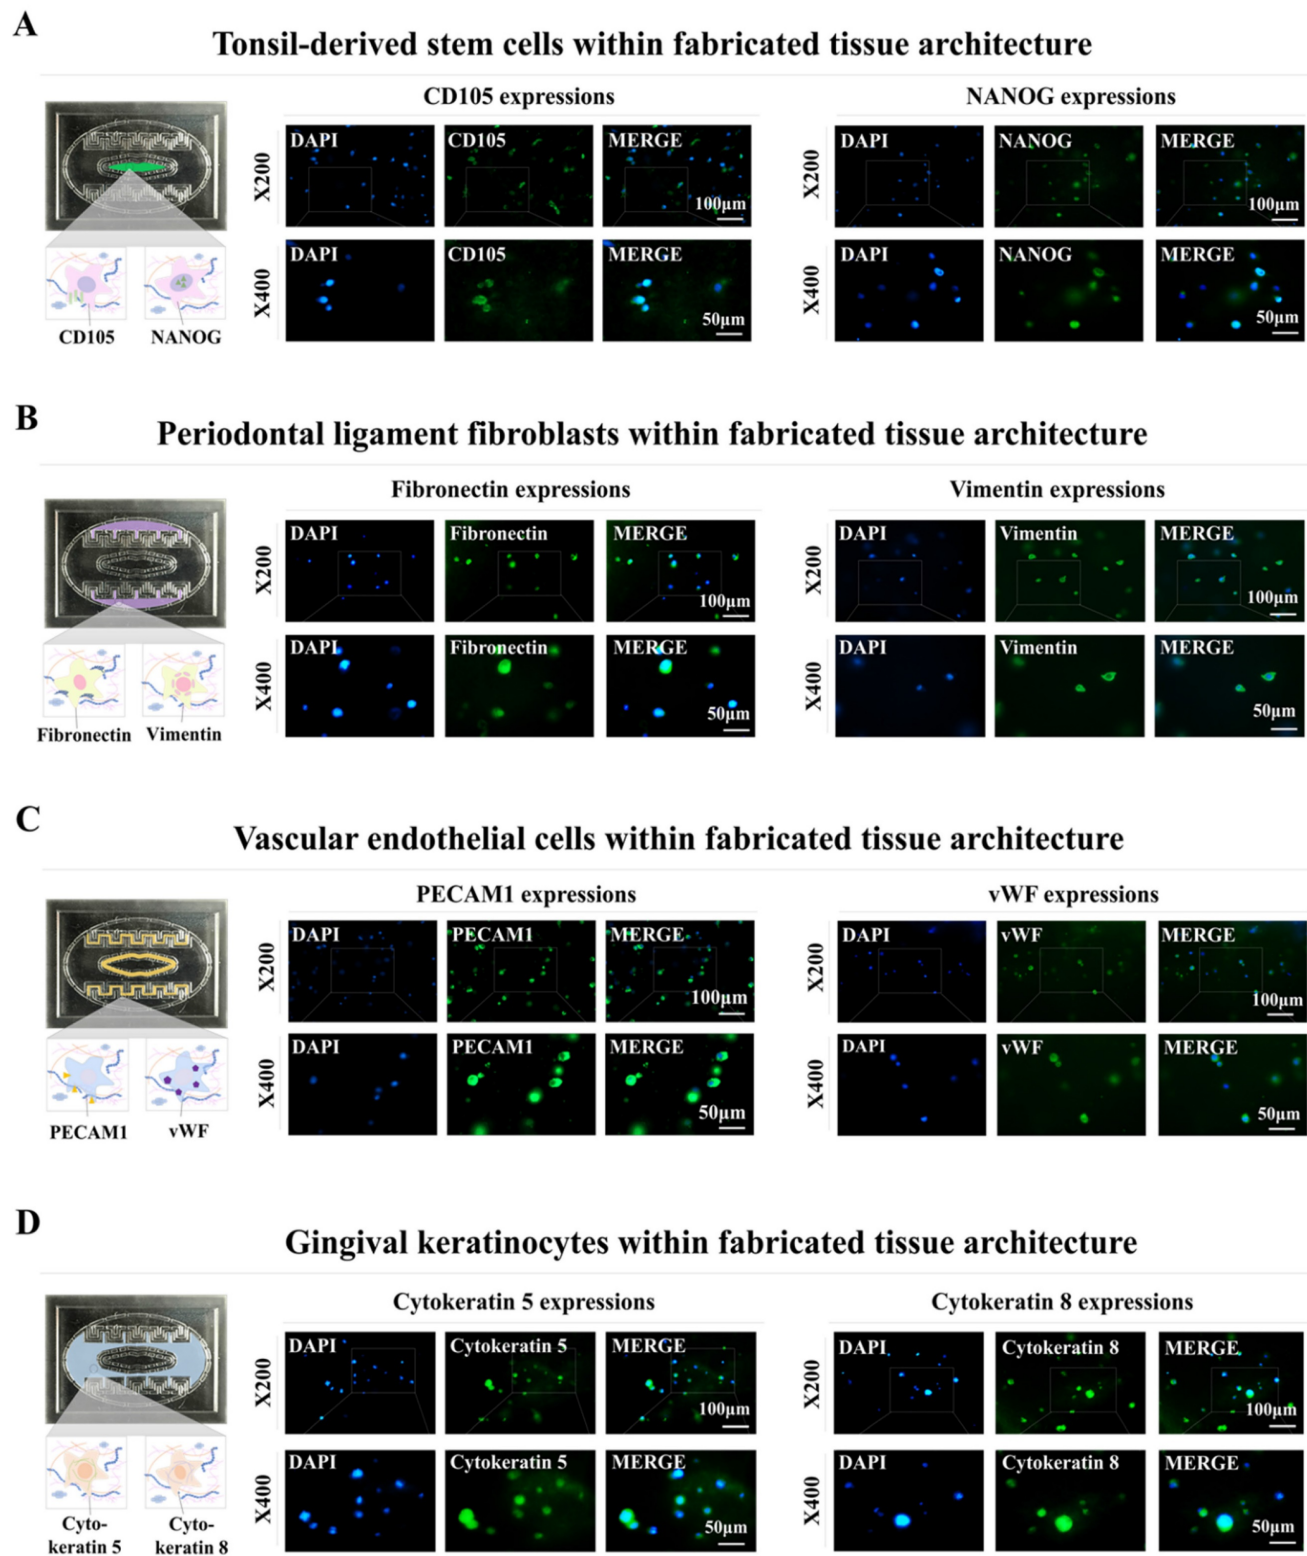 A
Tonsil-derived stem cells within fabricated tissue architecture
CD105 expressions
NANOG expressions
X200
DAPI
CD105
MERGE
100μm
X200
DAPI
NANOG
MERGE
100μm
X400
DAPI
CD105
MERGE
50μm
X400
DAPI
NANOG
MERGE
50μm
CD105
NANOG
B
Periodontal ligament fibroblasts within fabricated tissue architecture
Fibronectin expressions
Vimentin expressions
X200
DAPI
Fibronectin
MERGE
100μm
X200
DAPI
Vimentin
MERGE
100μm
X400
DAPI
Fibronectin
MERGE
50μm
X400
DAPI
Vimentin
MERGE
50μm
Fibronectin
Vimentin
C
Vascular endothelial cells within fabricated tissue architecture
PECAM1 expressions
vWF expressions
X200
DAPI
PECAM1
MERGE
100μm
X200
DAPI
vWF
MERGE
100μm
X400
DAPI
PECAM1
MERGE
50μm
X400
DAPI
vWF
MERGE
50μm
PECAM1
vWF
D
Gingival keratinocytes within fabricated tissue architecture
Cytokeratin 5 expressions
Cytokeratin 8 expressions
X200
DAPI
Cytokeratin 5
MERGE
100μm
X200
DAPI
Cytokeratin 8
MERGE
100μm
X400
DAPI
Cytokeratin 5
MERGE
50μm
X400
DAPI
Cytokeratin 8
MERGE
50μm
Cyto-
keratin 5
Cyto-
keratin 8